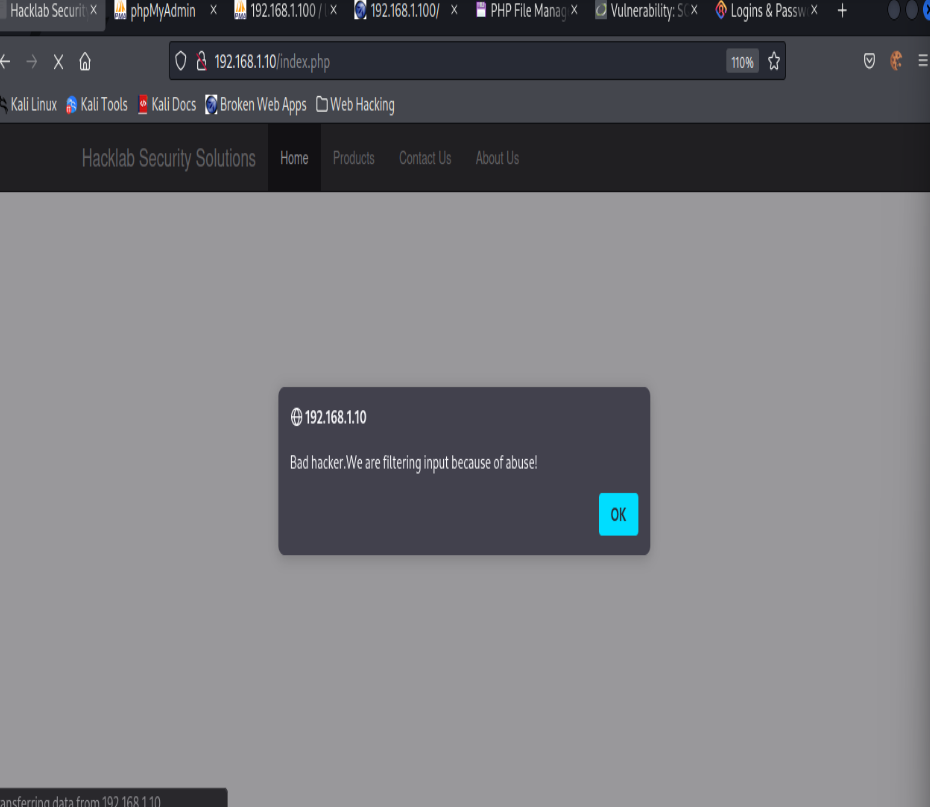 Hacklab Securit
phpMyAdmin
192.168.1.100 /
192.168.1.100/
PHP File Manag
Vulnerability: S
Logins & Passw
192.168.1.10/index.php
110%
Kali Linux
Kali Tools
Kali Docs
Broken Web Apps
Web Hacking
Hacklab Security Solutions
Home
Products
Contact Us
About Us
192.168.1.10
Bad hacker.We are filtering input because of abuse!
OK
ansferring data from 192.168.1.10